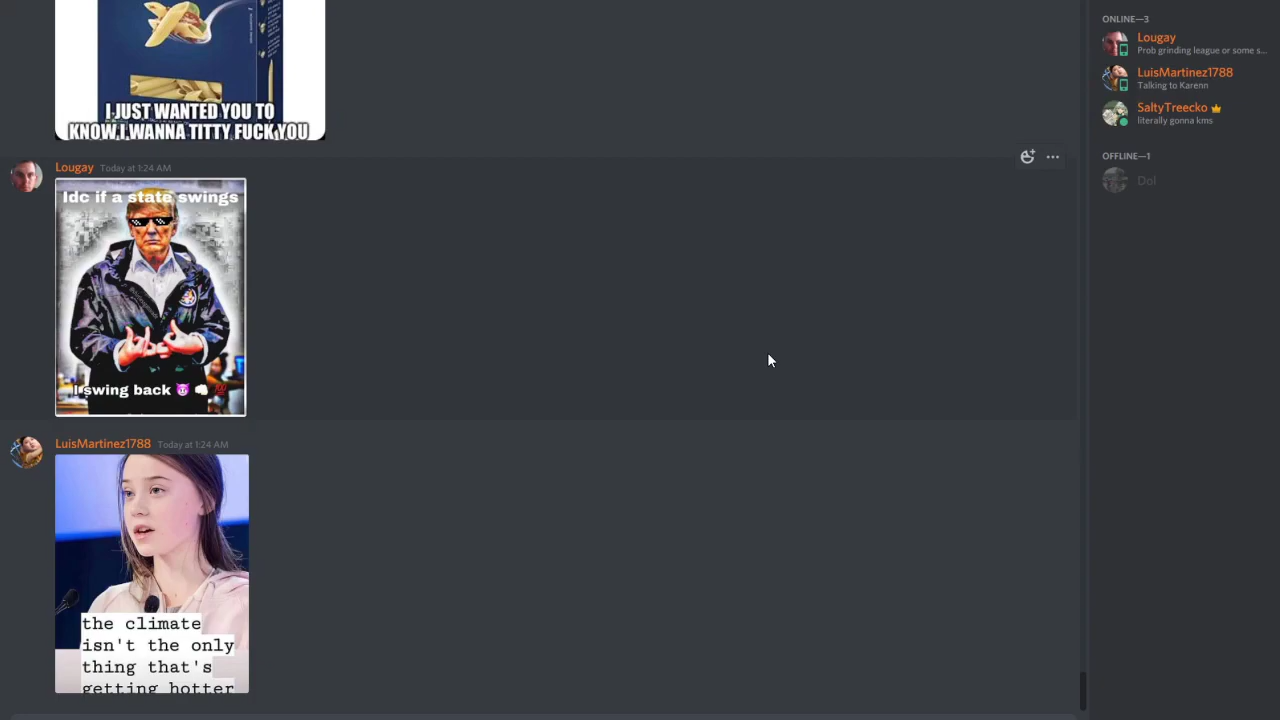 I JUST WANTED YOU TO
KNOW I WANNA TITTY FUCK YOU
Lougay Today at 1:24 AM
Idc if a state swings
I swing back 😈 👊 💯
LuisMartinez1788 Today at 1:24 AM
the climate
isn't the only
thing that's
getting hotter
ONLINE—3
Lougay
Prob grinding league or some s...
LuisMartinez1788
Talking to Karenn
SaltyTreecko
literally gonna kms
OFFLINE—1
Dal